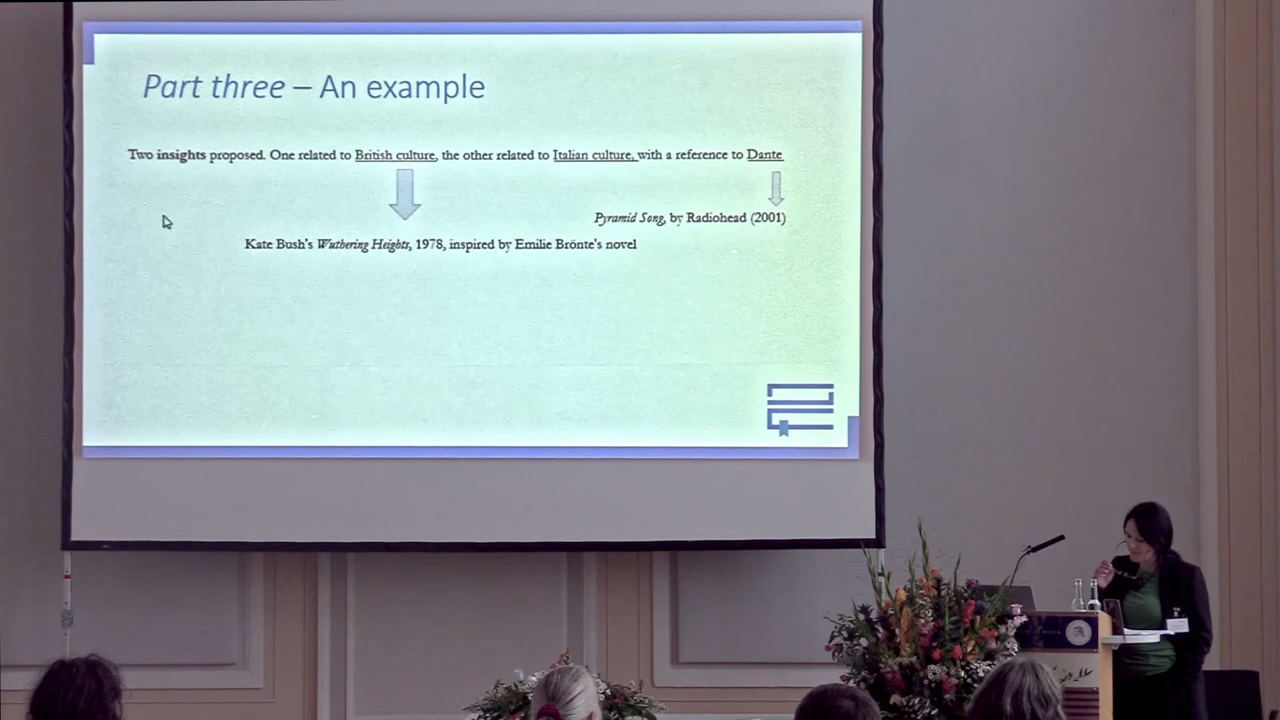 Part three – An example
Two insights proposed. One related to British culture, the other related to Italian culture, with a reference to Dante
Pyramid Song, by Radiohead (2001)
Kate Bush's Wuthering Heights, 1978, inspired by Emilie Brönte's novel